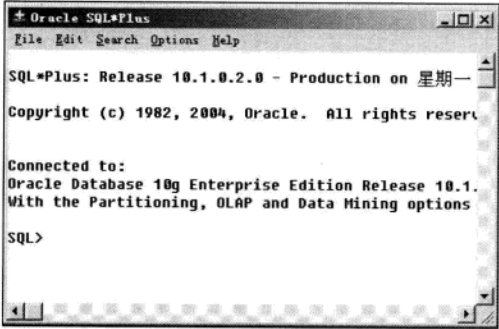 Oracle SQL*Plus
File Edit Search Options Help
SQL*Plus: Release 10.1.0.2.0 - Production on 星期一
Copyright (c) 1982, 2004, Oracle. All rights reserv
Connected to:
Oracle Database 10g Enterprise Edition Release 10.1.
With the Partitioning, OLAP and Data Mining options
SQL>